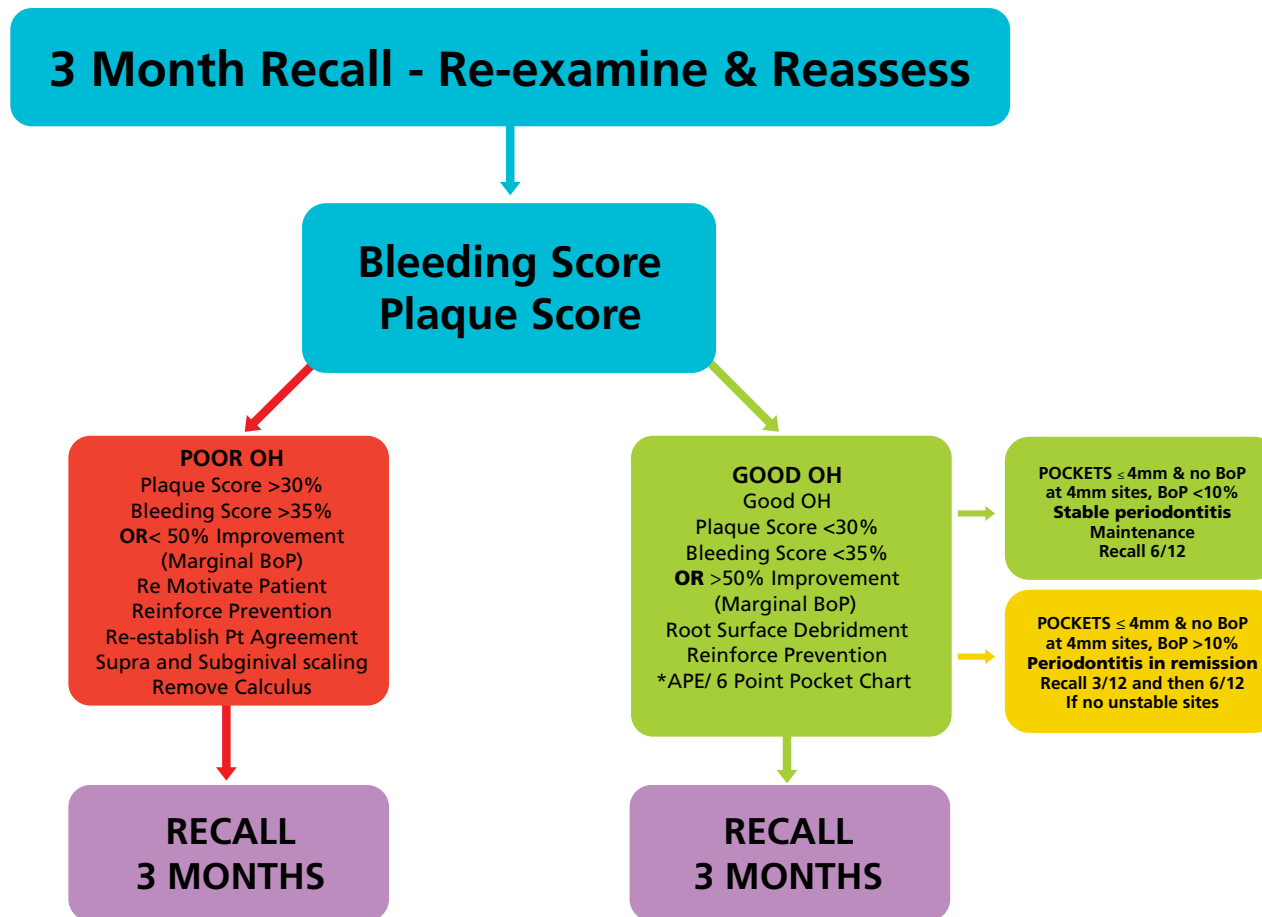 3 Month Recall - Re-examine & Reassess
Bleeding Score
Plaque Score
POOR OH
Plaque Score >30%
Bleeding Score >35%
OR< 50% Improvement
(Marginal BoP)
Re Motivate Patient
Reinforce Prevention
Re-establish Pt Agreement
Supra and Subginival scaling
Remove Calculus
RECALL
3 MONTHS
GOOD OH
Good OH
Plaque Score <30%
Bleeding Score <35%
OR >50% Improvement
(Marginal BoP)
Root Surface Debridment
Reinforce Prevention
*APE/ 6 Point Pocket Chart
RECALL
3 MONTHS
POCKETS ≤ 4mm & no BoP
at 4mm sites, BoP <10%
Stable periodontitis
Maintenance
Recall 6/12
POCKETS ≤ 4mm & no BoP
at 4mm sites, BoP >10%
Periodontitis in remission
Recall 3/12 and then 6/12
If no unstable sites